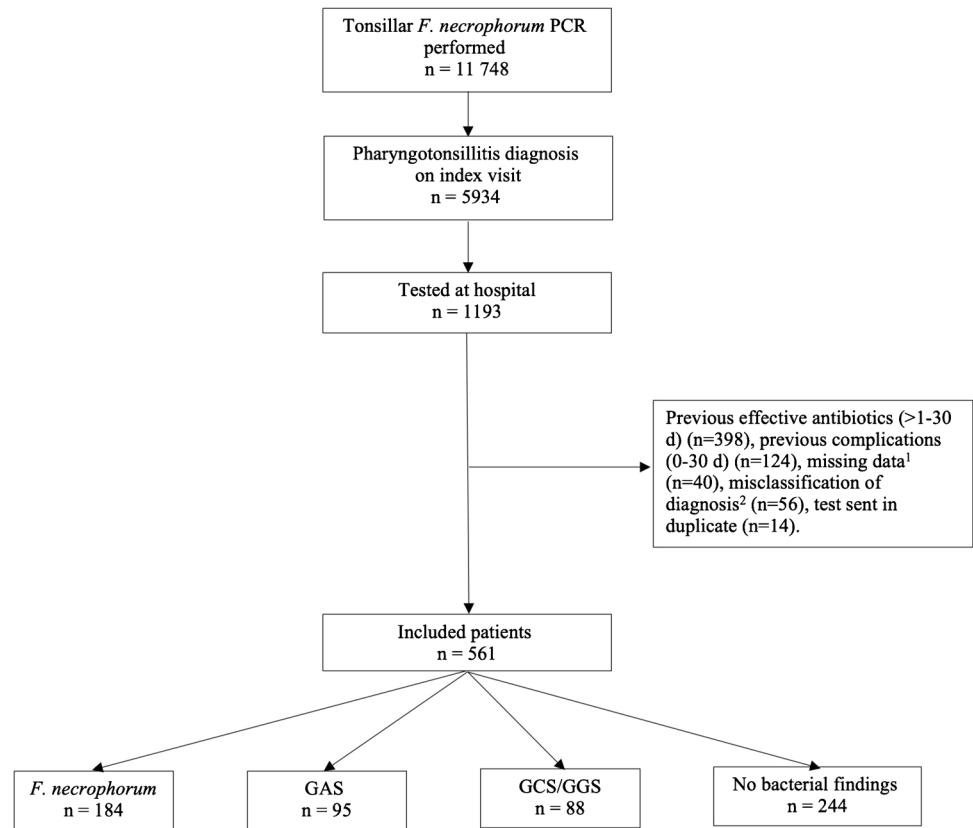 Tonsillar F. necrophorum PCR
performed
n = 11 748
Pharyngotonsillitis diagnosis
on index visit
n = 5934
Tested at hospital
n = 1193
Previous effective antibiotics (>1-30
d) (n=398), previous complications
(0-30 d) (n=124), missing data¹
(n=40), misclassification of
diagnosis² (n=56), test sent in
duplicate (n=14).
Included patients
n = 561
F. necrophorum
n = 184
GAS
n = 95
GCS/GGS
n = 88
No bacterial findings
n = 244